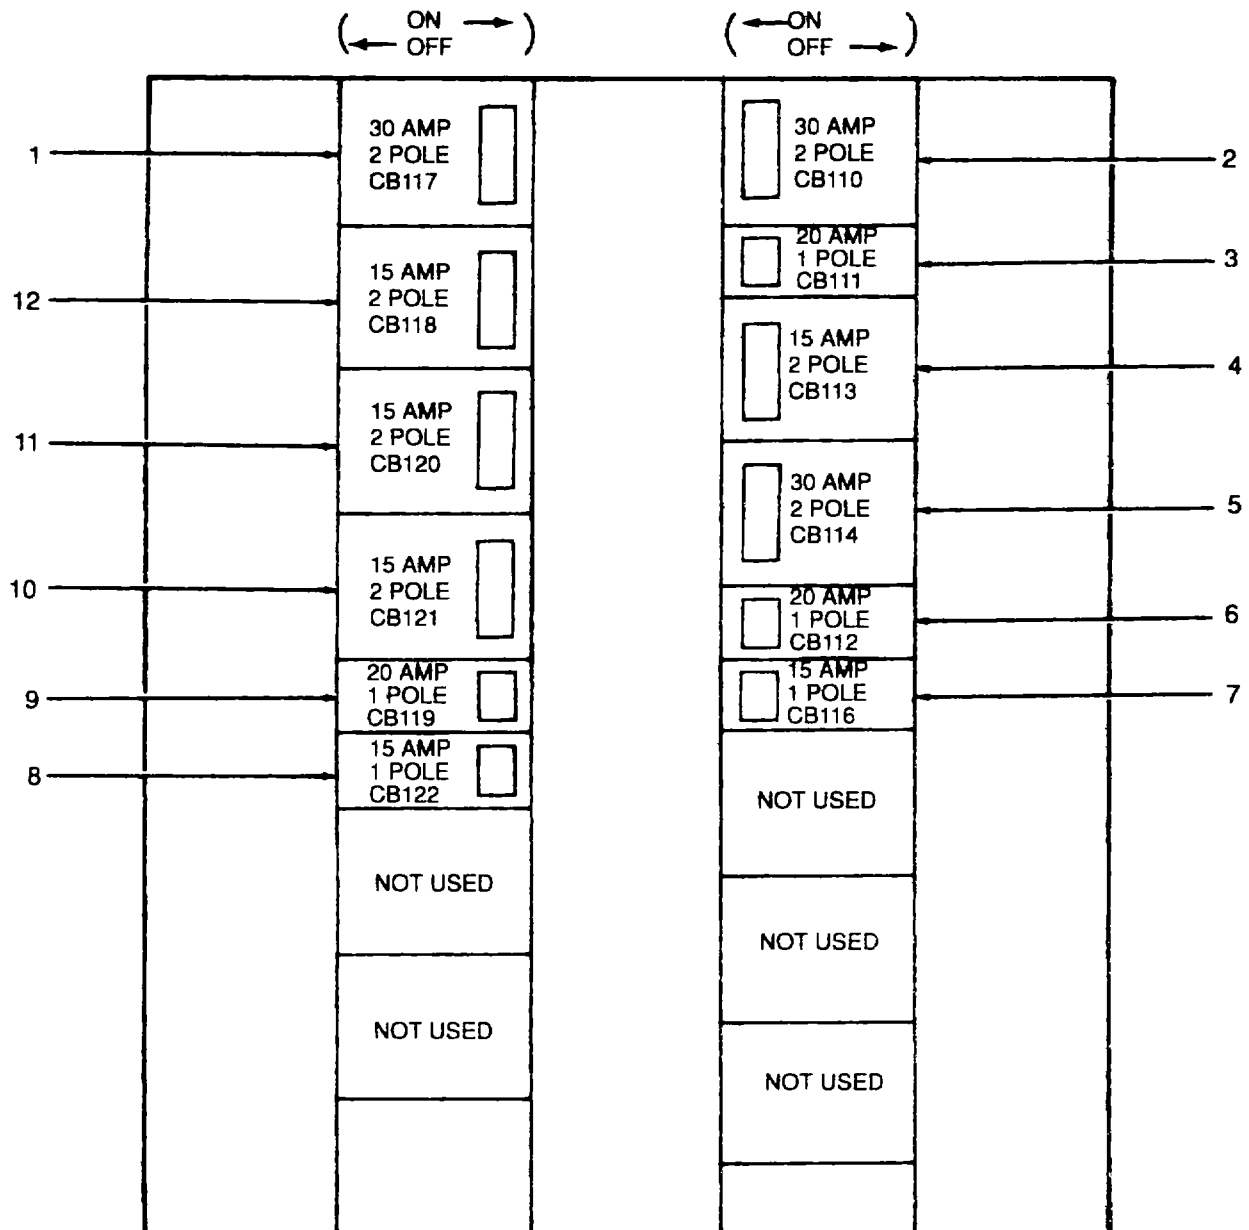 ON
OFF
ON
OFF
1
30 AMP
2 POLE
CB117
12
15 AMP
2 POLE
CB118
11
15 AMP
2 POLE
CB120
10
15 AMP
2 POLE
CB121
9
20 AMP
1 POLE
CB119
8
15 AMP
1 POLE
CB122
NOT USED
NOT USED
30 AMP
2 POLE
CB110
2
20 AMP
1 POLE
CB111
3
15 AMP
2 POLE
CB113
4
30 AMP
2 POLE
CB114
5
20 AMP
1 POLE
CB112
6
15 AMP
1 POLE
CB116
7
NOT USED
NOT USED
NOT USED